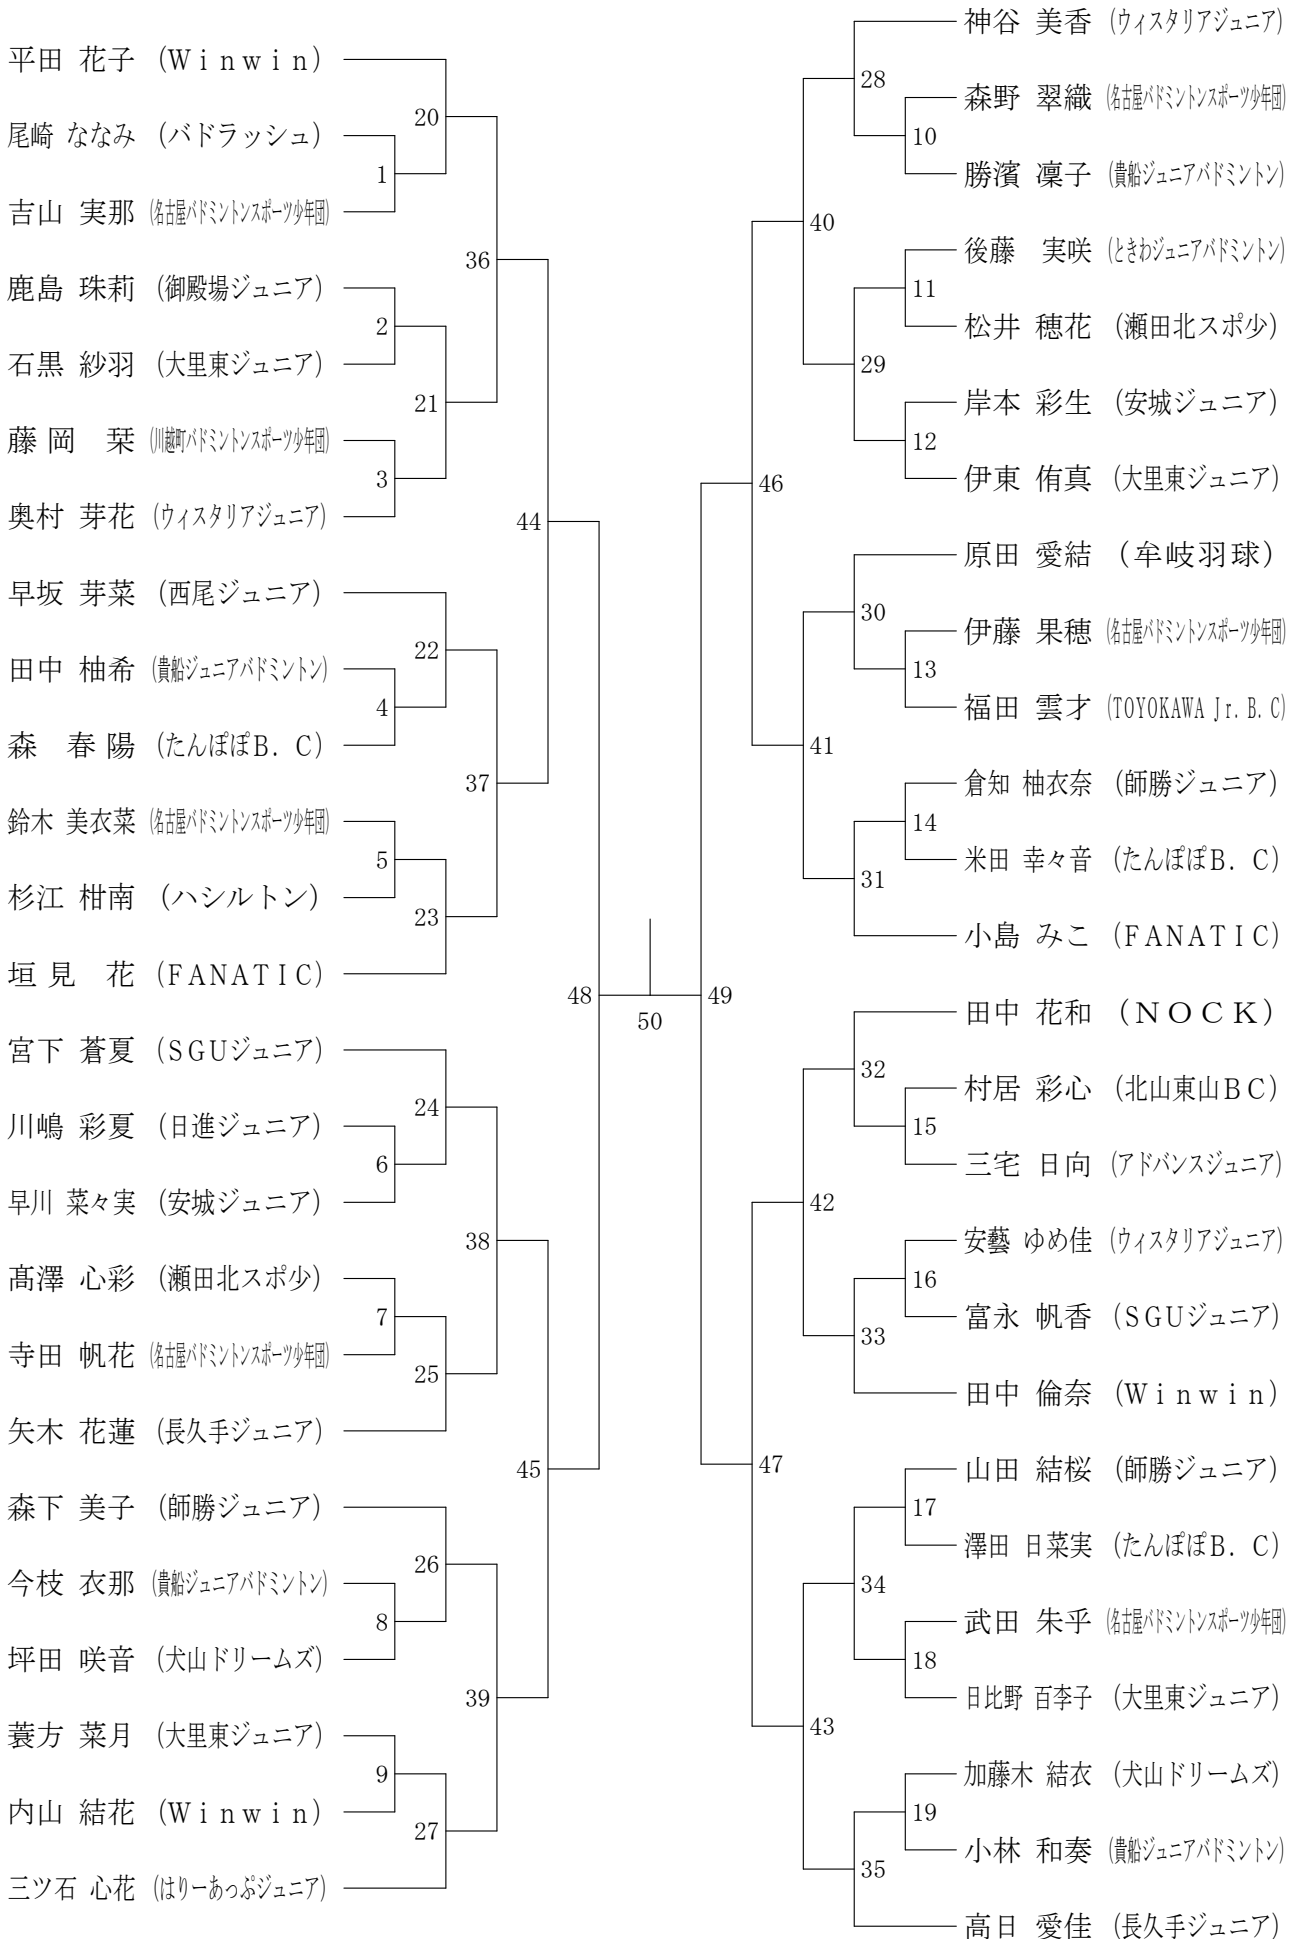 平田 花子 (Ｗｉｎｗｉｎ)
尾崎 ななみ (バドラッシュ)
吉山 実那 (名古屋バドミントンスポーツ少年団)
鹿島 珠莉 (御殿場ジュニア)
石黒 紗羽 (大里東ジュニア)
藤岡 栞 (川越町バドミントンスポーツ少年団)
奥村 芽花 (ウィスタリアジュニア)
早坂 芽菜 (西尾ジュニア)
田中 柚希 (貴船ジュニアバドミントン)
森 春陽 (たんぽぽＢ．Ｃ)
鈴木 美衣菜 (名古屋バドミントンスポーツ少年団)
杉江 柑南 (ハシルトン)
垣見 花 (ＦＡＮＡＴＩＣ)
宮下 蒼夏 (ＳＧＵジュニア)
川嶋 彩夏 (日進ジュニア)
早川 菜々実 (安城ジュニア)
髙澤 心彩 (瀬田北スポ少)
寺田 帆花 (名古屋バドミントンスポーツ少年団)
矢木 花蓮 (長久手ジュニア)
森下 美子 (師勝ジュニア)
今枝 衣那 (貴船ジュニアバドミントン)
坪田 咲音 (犬山ドリームズ)
蓑方 菜月 (大里東ジュニア)
内山 結花 (Ｗｉｎｗｉｎ)
三ツ石 心花 (はりーあっぷジュニア)
1
2
3
4
5
6
7
8
9
20
21
22
23
24
25
26
27
36
37
38
39
44
45
48
50
49
46
47
40
41
42
43
28
29
30
31
32
33
34
35
10
11
12
13
14
15
16
17
18
19
神谷 美香 (ウィスタリアジュニア)
森野 翠織 (名古屋バドミントンスポーツ少年団)
勝濱 凜子 (貴船ジュニアバドミントン)
後藤 実咲 (ときわジュニアバドミントン)
松井 穂花 (瀬田北スポ少)
岸本 彩生 (安城ジュニア)
伊東 侑真 (大里東ジュニア)
原田 愛結 (牟岐羽球)
伊藤 果穂 (名古屋バドミントンスポーツ少年団)
福田 雲才 (TOYOKAWA Jr. B. C)
倉知 柚衣奈 (師勝ジュニア)
米田 幸々音 (たんぽぽＢ．Ｃ)
小島 みこ (ＦＡＮＡＴＩＣ)
田中 花和 (ＮＯＣＫ)
村居 彩心 (北山東山ＢＣ)
三宅 日向 (アドバンスジュニア)
安藝 ゆめ佳 (ウィスタリアジュニア)
富永 帆香 (ＳＧＵジュニア)
田中 倫奈 (Ｗｉｎｗｉｎ)
山田 結桜 (師勝ジュニア)
澤田 日菜実 (たんぽぽＢ．Ｃ)
武田 朱乎 (名古屋バドミントンスポーツ少年団)
日比野 百李子 (大里東ジュニア)
加藤木 結衣 (犬山ドリームズ)
小林 和奏 (貴船ジュニアバドミントン)
高日 愛佳 (長久手ジュニア)